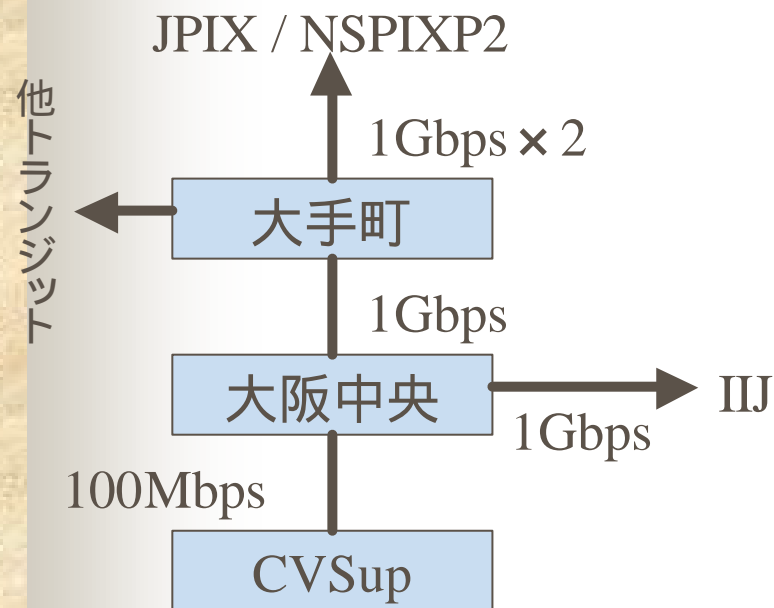 JPIX / NSPIXP2
他トランジット
1Gbps × 2
大手町
1Gbps
大阪中央
IIJ
1Gbps
100Mbps
CVSup